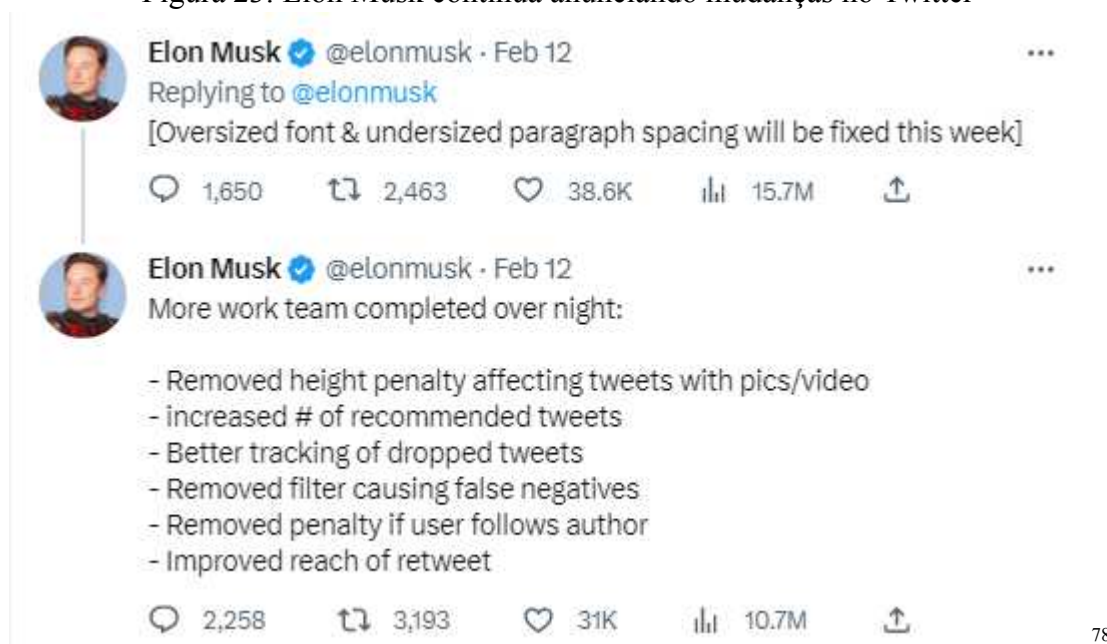 Figura 25: Elon Musk continua anunciando mudanças no Twitter
Elon Musk @elonmusk · Feb 12
Replying to @elonmusk
[Oversized font & undersized paragraph spacing will be fixed this week]
1,650 2,463 38.6K 15.7M
Elon Musk @elonmusk · Feb 12
More work team completed over night:
- Removed height penalty affecting tweets with pics/video
- increased # of recommended tweets
- Better tracking of dropped tweets
- Removed filter causing false negatives
- Removed penalty if user follows author
- Improved reach of retweet
2,258 3,193 31K 10.7M
78